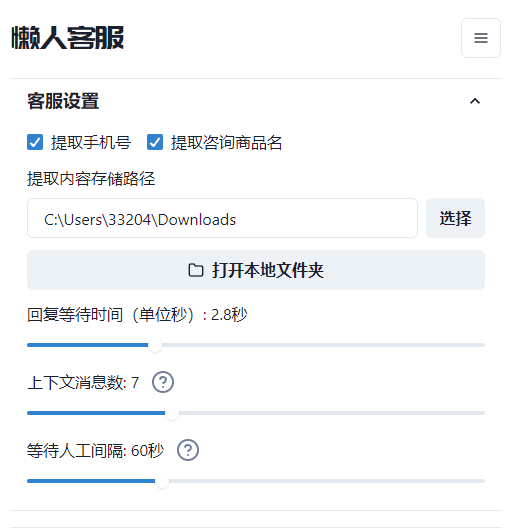 懒人客服
客服设置
提取手机号 提取咨询商品名
提取内容存储路径
C:\Users\33204\Downloads 选择
打开本地文件夹
回复等待时间（单位秒）: 2.8秒
上下文消息数: 7
等待人工间隔: 60秒